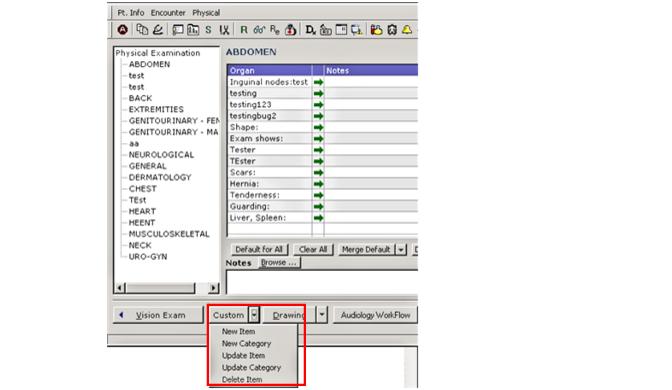 Pt. Info Encounter Physical
Physical Examination
ABDOMEN
test
test
BACK
EXTREMITIES
GENITOURINARY - FEN
GENITOURINARY - MA
aa
NEUROLOGICAL
GENERAL
DERMATOLOGY
CHEST
TEst
HEART
HEENT
MUSCULOSKELETAL
NECK
URO-GYN
ABDOMEN
Organ Notes
Inguinal nodes:test
testing
testing123
testingbug2
Shape:
Exam shows:
Tester
TEster
Scars:
Hernia:
Tenderness:
Guarding:
Liver, Spleen:
Default for All Clear All Merge Default
Notes Browse ...
Vision Exam Custom Drawing Audiology WorkFlow
New Item
New Category
Update Item
Update Category
Delete Item